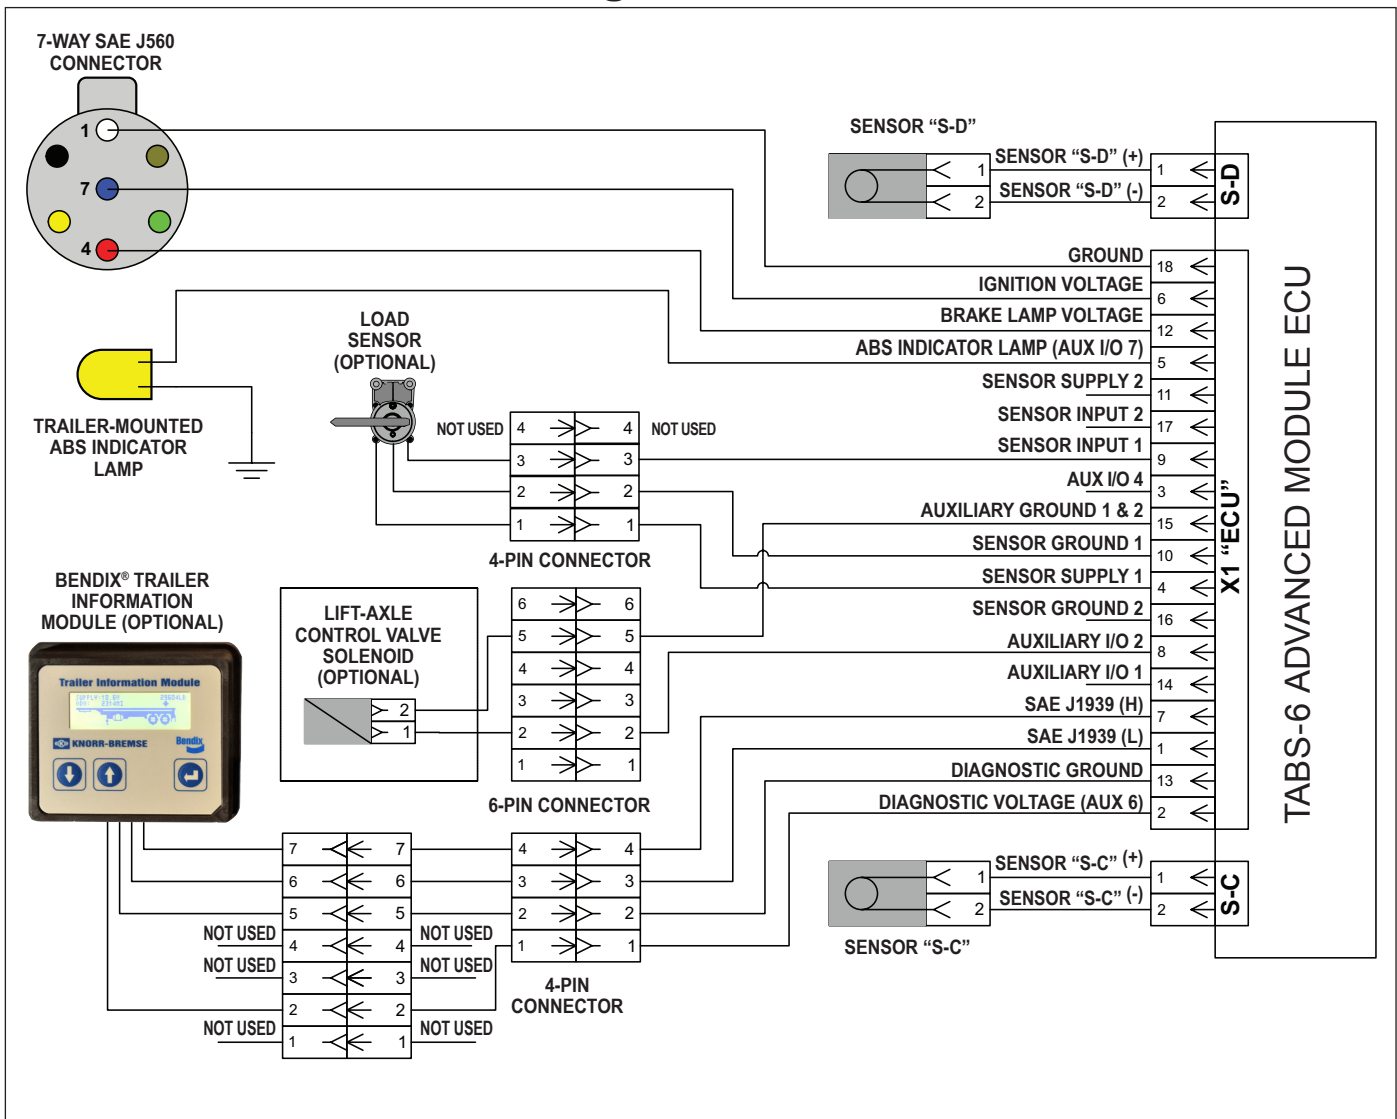 7-WAY SAE J560
CONNECTOR
1
7
4
SENSOR “S-D”
1
2
SENSOR “S-D” (+)
SENSOR “S-D” (-)
1
2
S-D
TABS-6 ADVANCED MODULE ECU
X1 “ECU”
GROUND
18
IGNITION VOLTAGE
6
BRAKE LAMP VOLTAGE
12
ABS INDICATOR LAMP (AUX I/O 7)
5
SENSOR SUPPLY 2
11
SENSOR INPUT 2
17
SENSOR INPUT 1
9
AUX I/O 4
3
AUXILIARY GROUND 1 & 2
15
SENSOR GROUND 1
10
SENSOR SUPPLY 1
4
SENSOR GROUND 2
16
AUXILIARY I/O 2
8
AUXILIARY I/O 1
14
SAE J1939 (H)
7
SAE J1939 (L)
1
DIAGNOSTIC GROUND
13
DIAGNOSTIC VOLTAGE (AUX 6)
2
TRAILER-MOUNTED
ABS INDICATOR
LAMP
LOAD
SENSOR
(OPTIONAL)
NOT USED 4 4 NOT USED
3 3
2 2
1 1
4-PIN CONNECTOR
LIFT-AXLE
CONTROL VALVE
SOLENOID
(OPTIONAL)
2
1
6 6
5 5
4 4
3 3
2 2
1 1
6-PIN CONNECTOR
BENDIX® TRAILER
INFORMATION
MODULE (OPTIONAL)
Trailer Information Module
KNORR-BREMSE
Bendix
7 7
6 6
5 5
NOT USED 4 4 NOT USED
NOT USED 3 3 NOT USED
2 2
NOT USED 1 1 NOT USED
4 4
3 3
2 2
1 1
4-PIN
CONNECTOR
1
2
SENSOR “S-C” (+)
SENSOR “S-C” (-)
1
2
S-C
SENSOR “S-C”